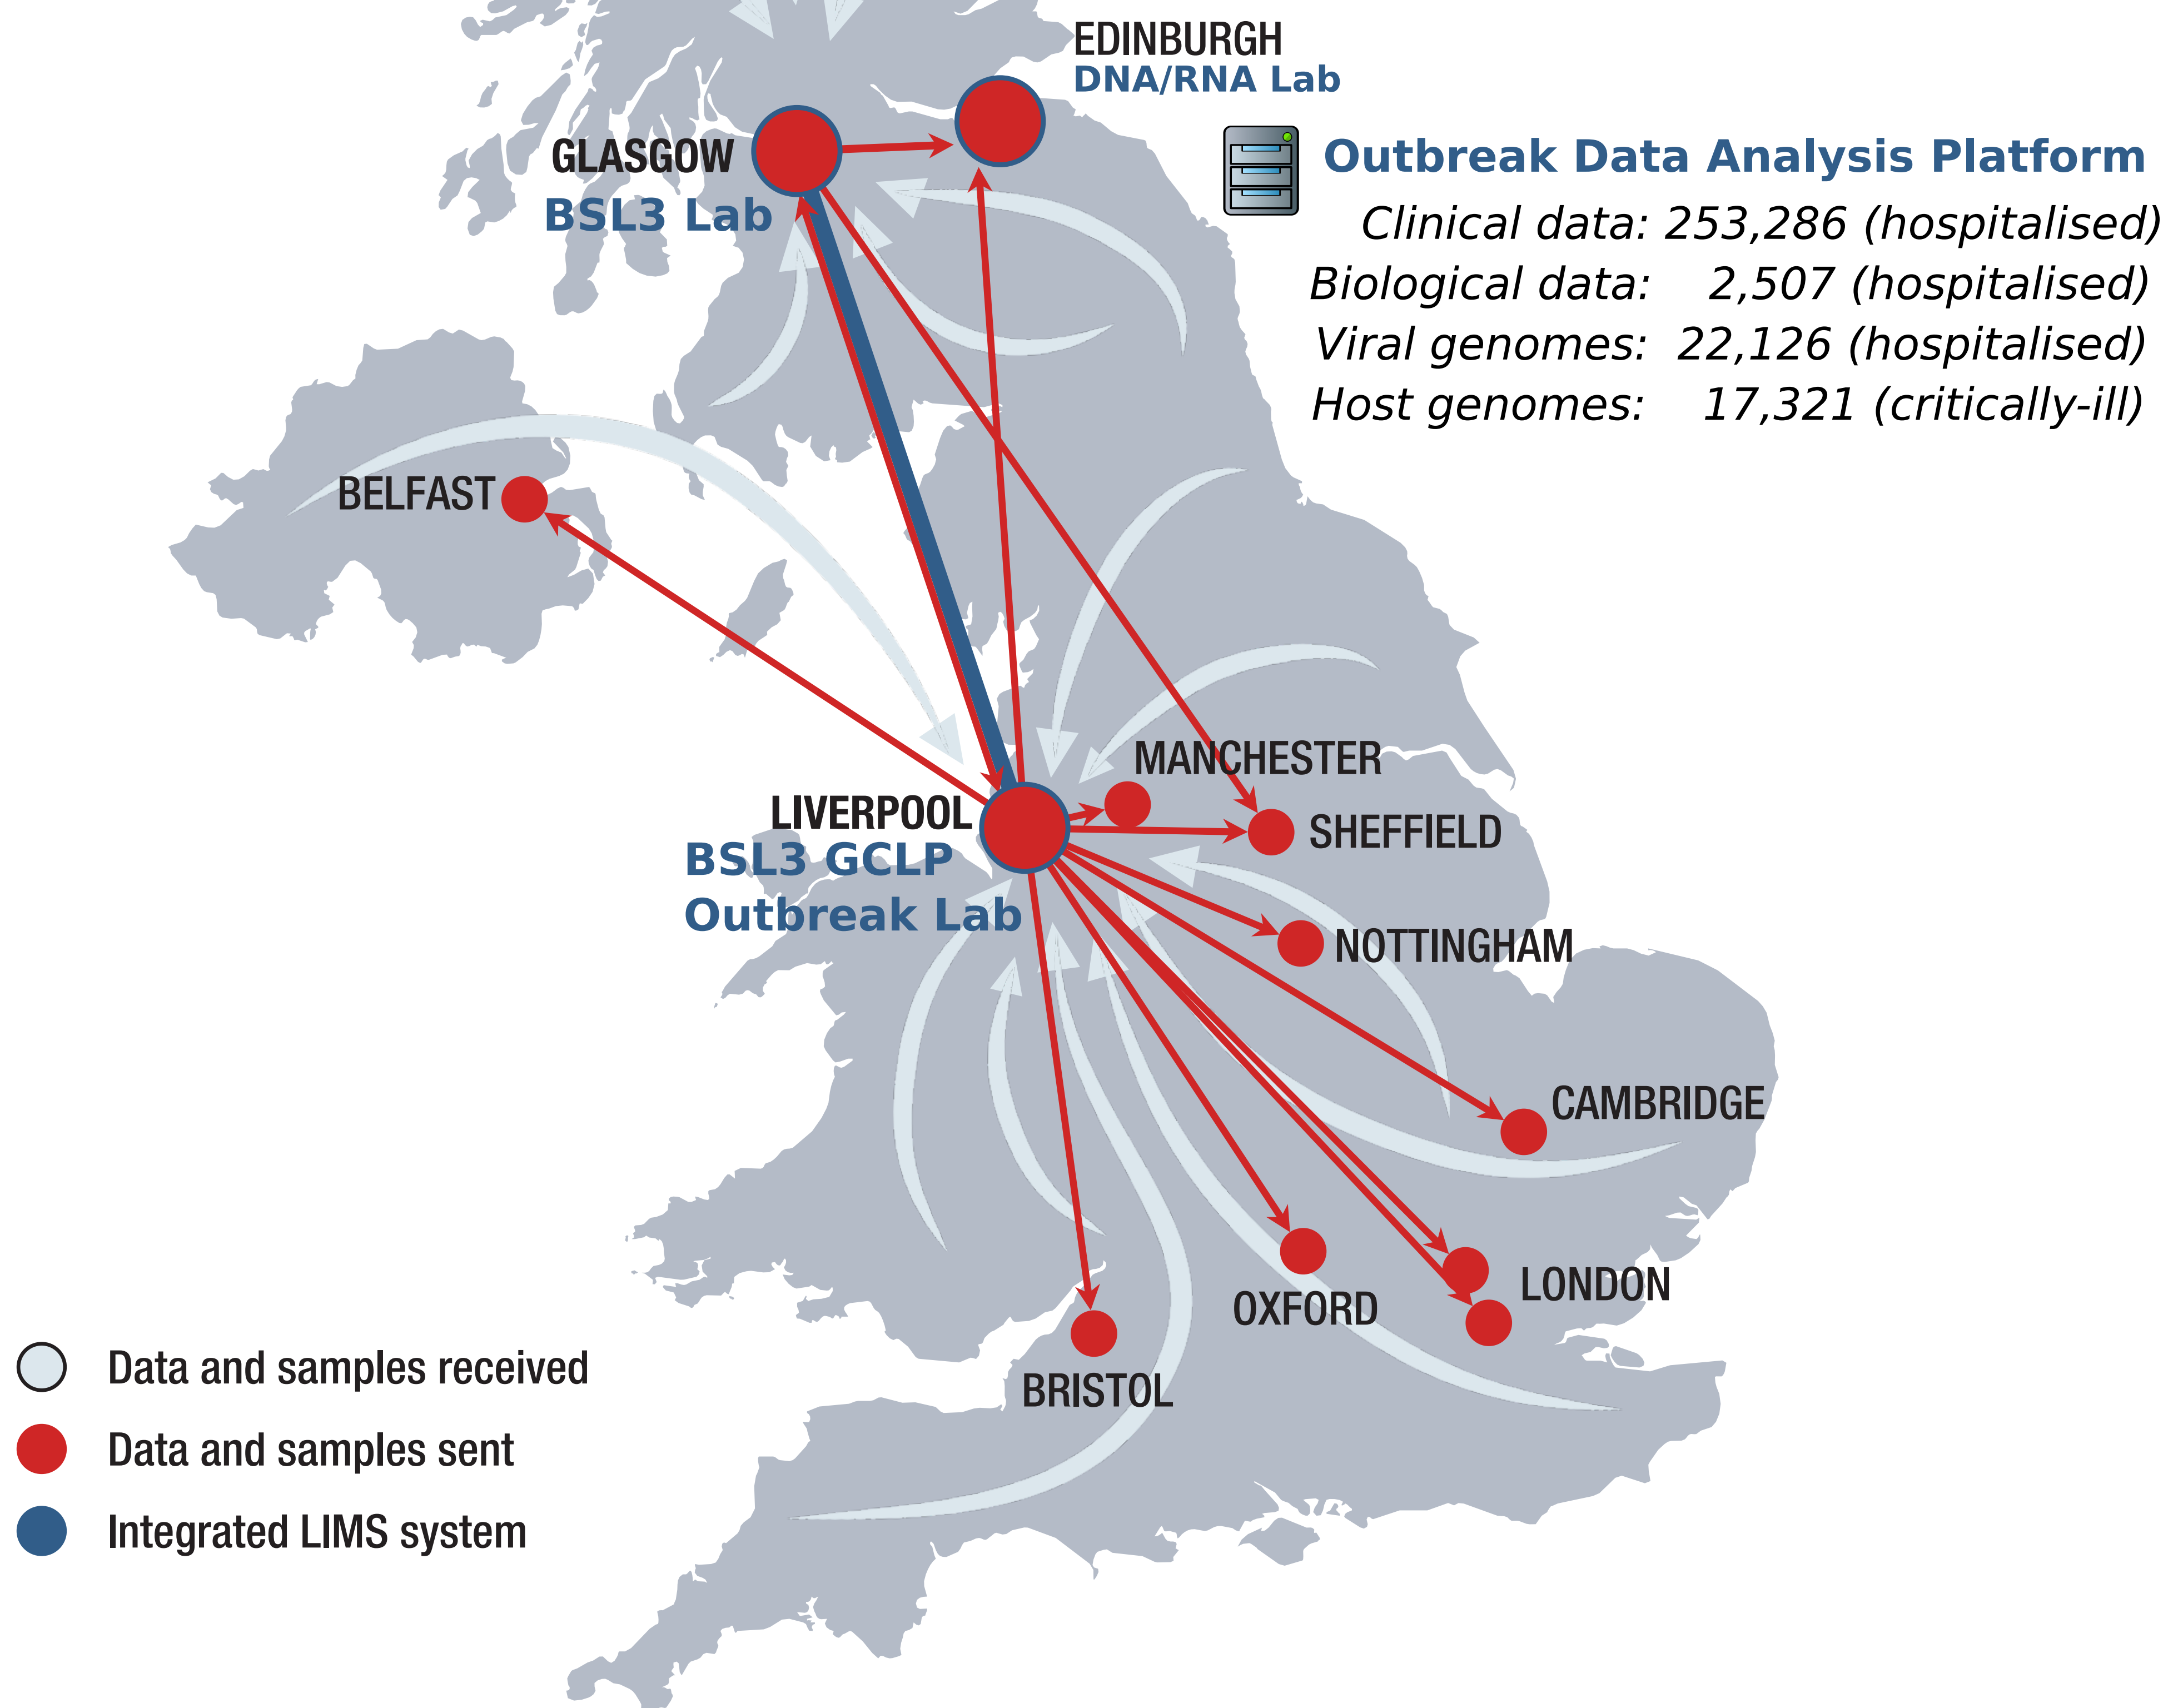 EDINBURGH
DNA/RNA Lab
GLASGOW
BSL3 Lab
Outbreak Data Analysis Platform
Clinical data: 253,286 (hospitalised)
Biological data: 2,507 (hospitalised)
Viral genomes: 22,126 (hospitalised)
Host genomes: 17,321 (critically-ill)
BELFAST
MANCHESTER
LIVERPOOL
BSL3 GCLP
Outbreak Lab
SHEFFIELD
NOTTINGHAM
CAMBRIDGE
LONDON
OXFORD
BRISTOL
Data and samples received
Data and samples sent
Integrated LIMS system